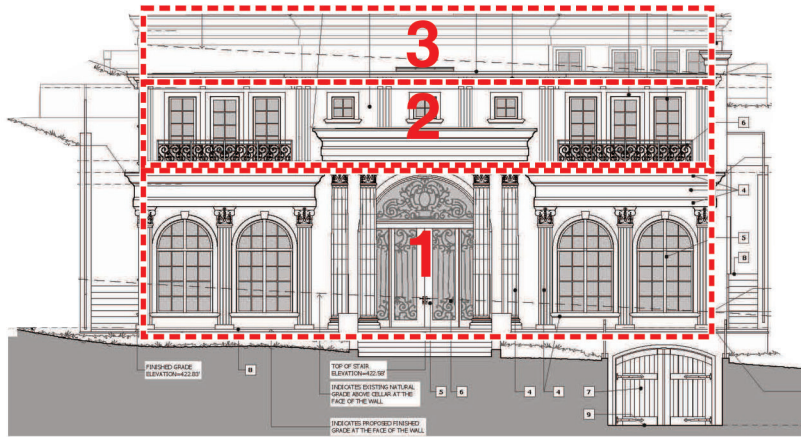 3
2
6
4
1
5
8
FINISHED GRADE
ELEVATION=422.83'
8
TOP OF STAIR
ELEVATION=422.58'
INDICATES EXISTING NATURAL
GRADE ABOVE CELLAR AT THE
FACE OF THE WALL
INDICATES PROPOSED FINISHED
GRADE AT THE FACE OF THE WALL
5
6
4
4
7
9